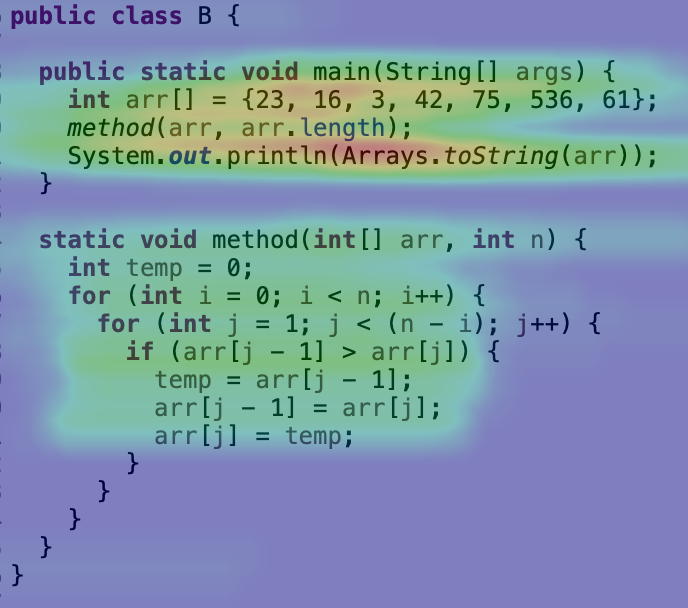 public class B {
public static void main(String[] args) {
int arr[] = {23, 16, 3, 42, 75, 536, 61};
method(arr, arr.length);
System.out.println(Arrays.toString(arr));
}
static void method(int[] arr, int n) {
int temp = 0;
for (int i = 0; i < n; i++) {
for (int j = 1; j < (n - i); j++) {
if (arr[j - 1] > arr[j]) {
temp = arr[j - 1];
arr[j - 1] = arr[j];
arr[j] = temp;
}
}
}
}
}